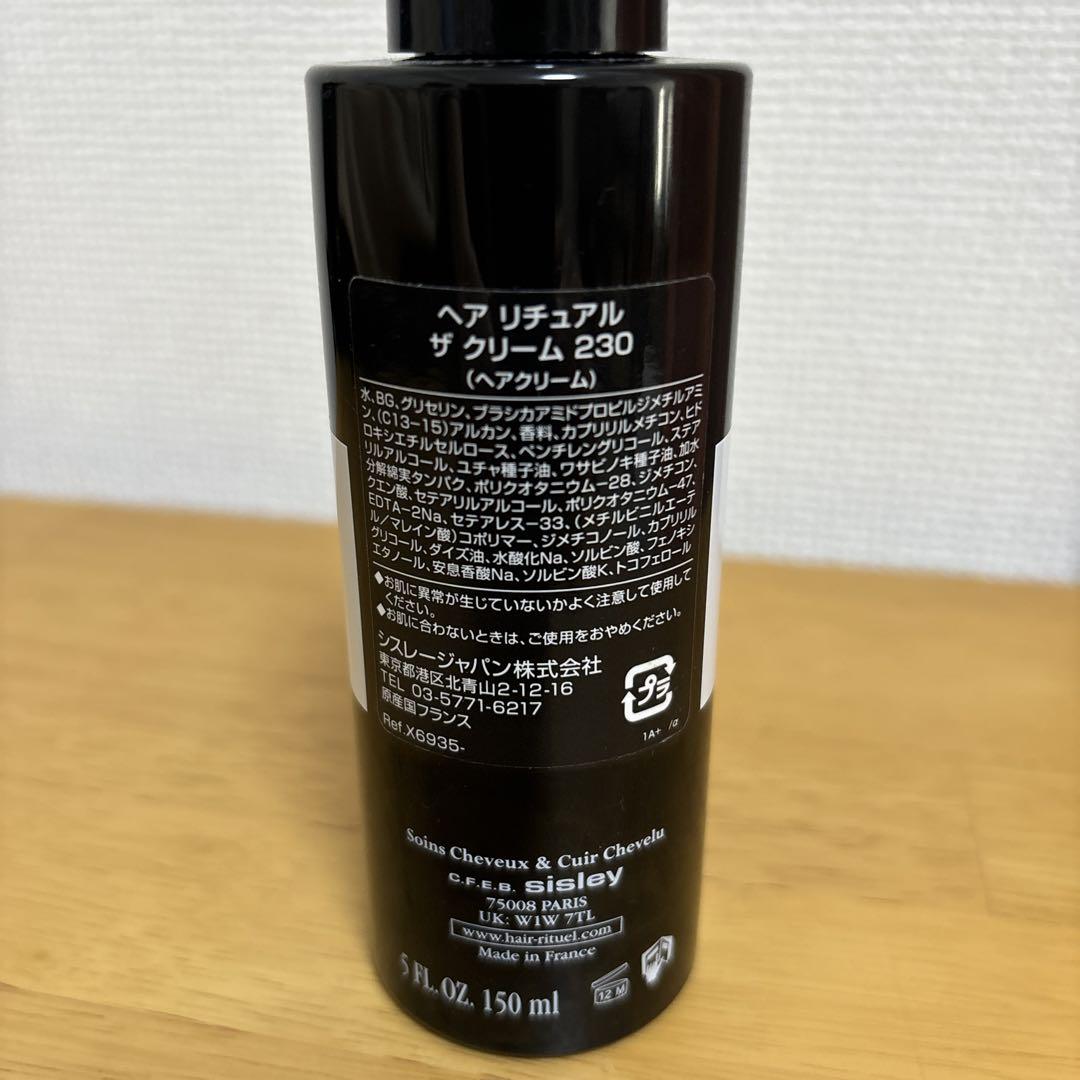 ヘア リチュアル
ザ クリーム 230
(ヘアクリーム)
水、BG、グリセリン、ブラシカアミドプロピルジメチルアミ
ン、(C13-15)アルカン、香料、カプリリルメチコン、ヒド
ロキシエチルセルロース、ペンチレングリコール、ステア
リルアルコール、ユチャ種子油、ワサビノキ種子油、加水
分解綿実タンパク、ポリクオタニウム-28、ジメチコン、
クエン酸、セテアリルアルコール、ポリクオタニウム-47、
EDTA-2Na、セテアレス-33、(メチルビニルエーテ
ル/マレイン酸)コポリマー、ジメチコノール、カプリリル
グリコール、ダイズ油、水酸化Na、ソルビン酸、フェノキシ
エタノール、安息香酸Na、ソルビン酸K、トコフェロール
◆お肌に異常が生じていないかよく注意して使用して
ください。
◆お肌に合わないときは、ご使用をおやめください。
シスレージャパン株式会社
東京都港区北青山2-12-16
TEL 03-5771-6217
原産国フランス
Ref.X6935-
プラ
1A+ /α
Soins Cheveux & Cuir Chevelu
C.F.E.B. sisley
75008 PARIS
UK: W1W 7TL
www.hair-rituel.com
Made in France
5 FL. OZ. 150 ml
12 M